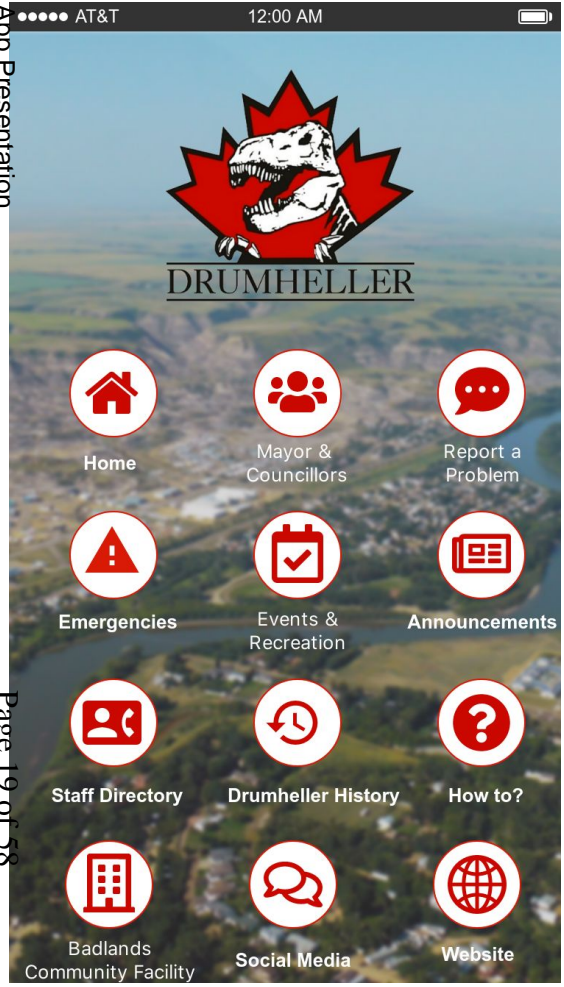 AT&T
12:00 AM
App Presentation
DRUMHELLER
Home
Mayor &
Councillors
Report a
Problem
Emergencies
Events &
Recreation
Announcements
Staff Directory
Drumheller History
How to?
Page 19 of 58
Badlands
Community Facility
Social Media
Website